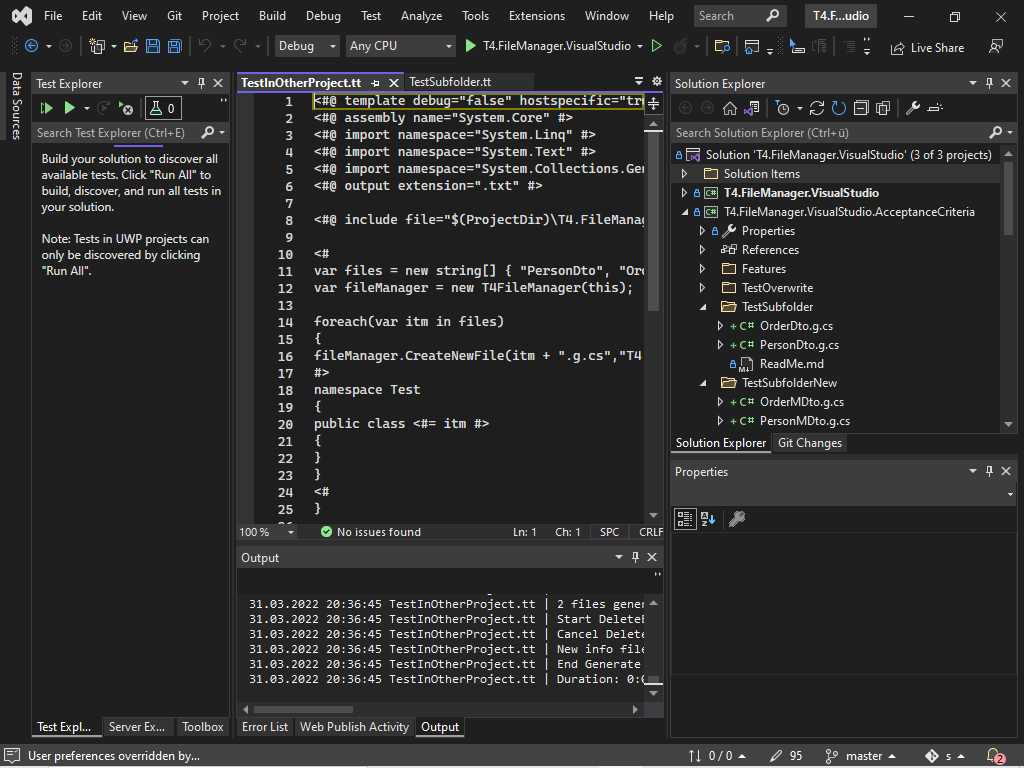 File Edit View Git Project Build Debug Test Analyze Tools Extensions Window Help Search T4.F...udio
Debug Any CPU T4.FileManager.VisualStudio Live Share
Data Sources
Test Explorer
0
Search Test Explorer (Ctrl+E)
Build your solution to discover all
available tests. Click "Run All" to
build, discover, and run all tests in
your solution.
Note: Tests in UWP projects can
only be discovered by clicking
"Run All".
Test Expl... Server Ex... Toolbox
TestInOtherProject.tt TestSubfolder.tt
1 <#@ template debug="false" hostspecific="tr
2 <#@ assembly name="System.Core" #>
3 <#@ import namespace="System.Linq" #>
4 <#@ import namespace="System.Text" #>
5 <#@ import namespace="System.Collections.Gen
6 <#@ output extension=".txt" #>
7
8 <#@ include file="$(ProjectDir)\T4.FileManag
9
10 <#
11 var files = new string[] { "PersonDto", "Or
12 var fileManager = new T4FileManager(this);
13
14 foreach(var itm in files)
15 {
16 fileManager.CreateNewFile(itm + ".g.cs","T4
17 #>
18 namespace Test
19 {
20 public class <#= itm #>
21 {
22 }
23 }
24 <#
25 }
100 % No issues found Ln: 1 Ch: 1 SPC CRLF
Output
31.03.2022 20:36:45 TestInOtherProject.tt | 2 files gener
31.03.2022 20:36:45 TestInOtherProject.tt | Start DeleteE
31.03.2022 20:36:45 TestInOtherProject.tt | Cancel Delete
31.03.2022 20:36:45 TestInOtherProject.tt | New info file
31.03.2022 20:36:45 TestInOtherProject.tt | End Generate
31.03.2022 20:36:45 TestInOtherProject.tt | Duration: 0:0
Error List Web Publish Activity Output
Solution Explorer
Search Solution Explorer (Ctrl+ü)
Solution 'T4.FileManager.VisualStudio' (3 of 3 projects)
Solution Items
C# T4.FileManager.VisualStudio
C# T4.FileManager.VisualStudio.AcceptanceCriteria
Properties
References
Features
TestOverwrite
TestSubfolder
+ C# OrderDto.g.cs
+ C# PersonDto.g.cs
ReadMe.md
TestSubfolderNew
+ C# OrderMDto.g.cs
+ C# PersonMDto.g.cs
Solution Explorer Git Changes
Properties
User preferences overridden by... 0 / 0 95 master s 2